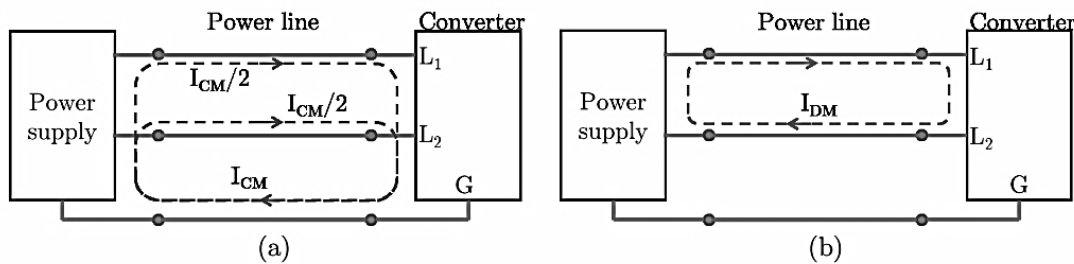 Power line
Converter
Power supply
L₁
I_CM/2
I_CM/2
L₂
I_CM
G
(a)
Power line
Converter
Power supply
L₁
I_DM
L₂
G
(b)